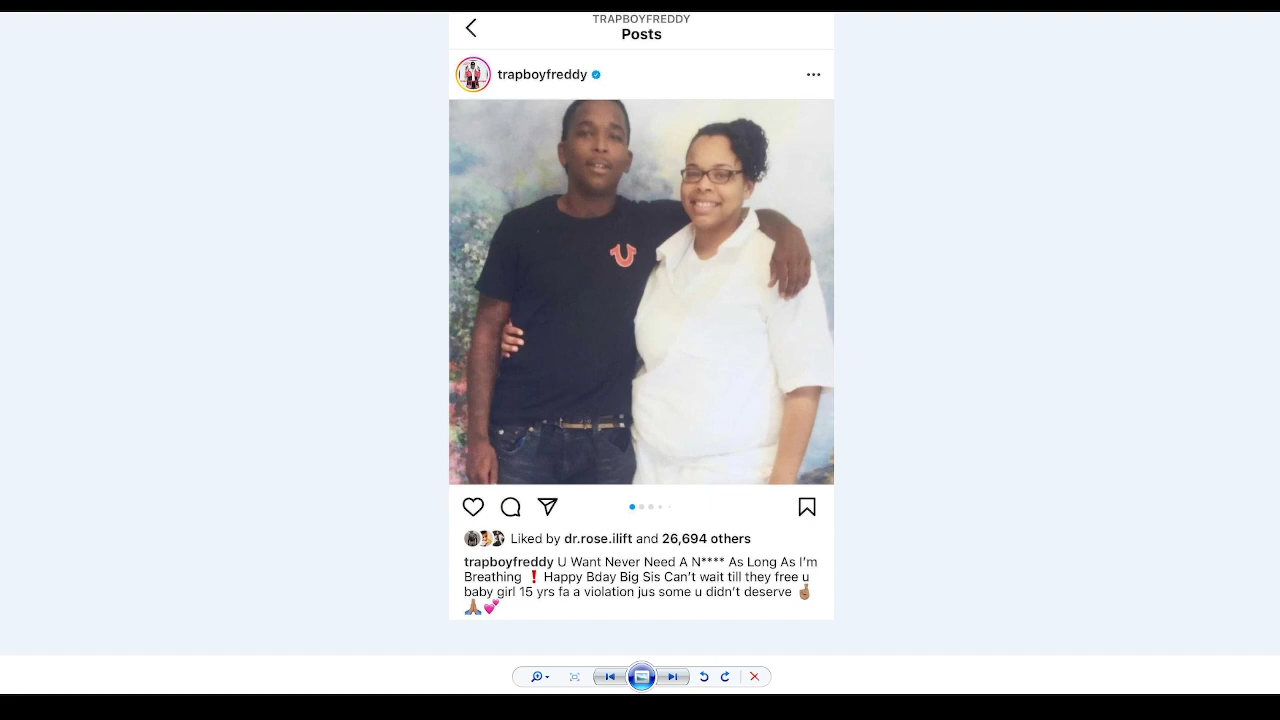 TRAPBOYFREDDY
Posts
trapboyfreddy
Liked by dr.rose.ilift and 26,694 others
trapboyfreddy U Want Never Need A N**** As Long As I'm
Breathing ❗ Happy Bday Big Sis Can't wait till they free u
baby girl 15 yrs fa a violation jus some u didn't deserve 🤞🏽
🙏🏽💕